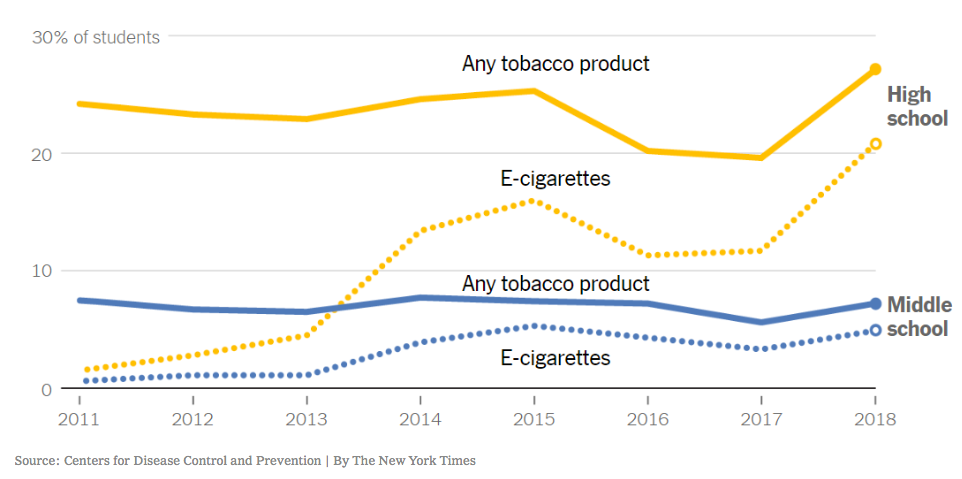 30% of students
Any tobacco product
High
school
20
E-cigarettes
10
Any tobacco product
Middle
school
E-cigarettes
0
2011 2012 2013 2014 2015 2016 2017 2018
Source: Centers for Disease Control and Prevention | By The New York Times